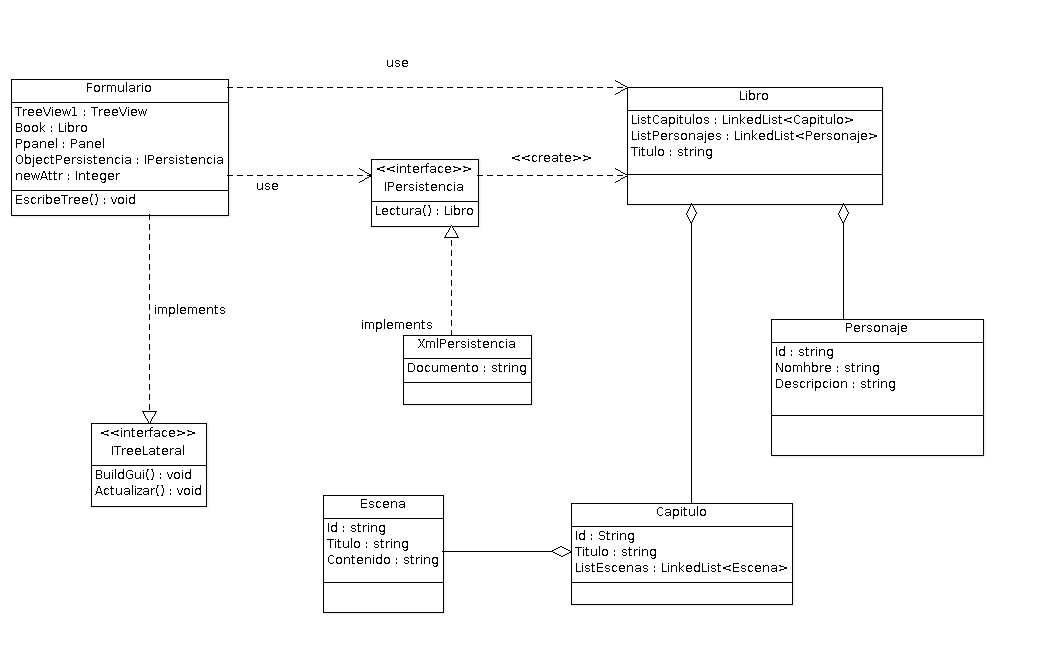 use
Formulario
TreeView1 : TreeView
Book : Libro
Ppanel : Panel
ObjectPersistencia : IPersistencia
newAttr : Integer
EscribeTree() : void
use
<<interface>>
IPersistencia
Lectura() : Libro
<<create>>
Libro
ListCapitulos : LinkedList<Capitulo>
ListPersonajes : LinkedList<Personaje>
Titulo : string
implements
implements
XmlPersistencia
Documento : string
Personaje
Id : string
Nomhbre : string
Descripcion : string
<<interface>>
ITreeLateral
BuildGui() : void
Actualizar() : void
Escena
Id : string
Titulo : string
Contenido : string
Capitulo
Id : String
Titulo : string
ListEscenas : LinkedList<Escena>